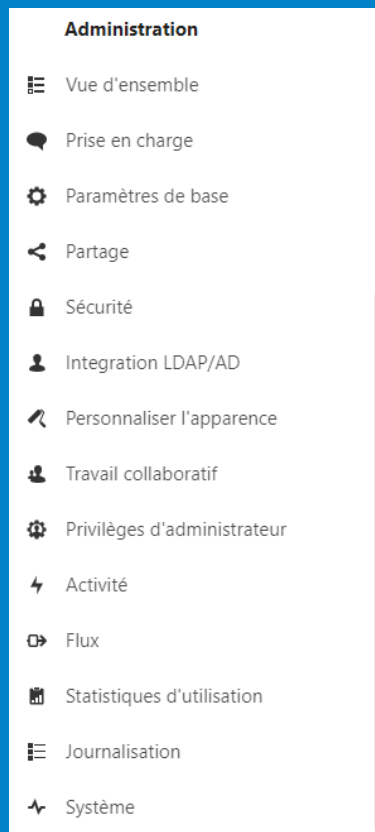 Administration
Vue d'ensemble
Prise en charge
Paramètres de base
Partage
Sécurité
Integration LDAP/AD
Personnaliser l'apparence
Travail collaboratif
Privilèges d'administrateur
Activité
Flux
Statistiques d'utilisation
Journalisation
Système